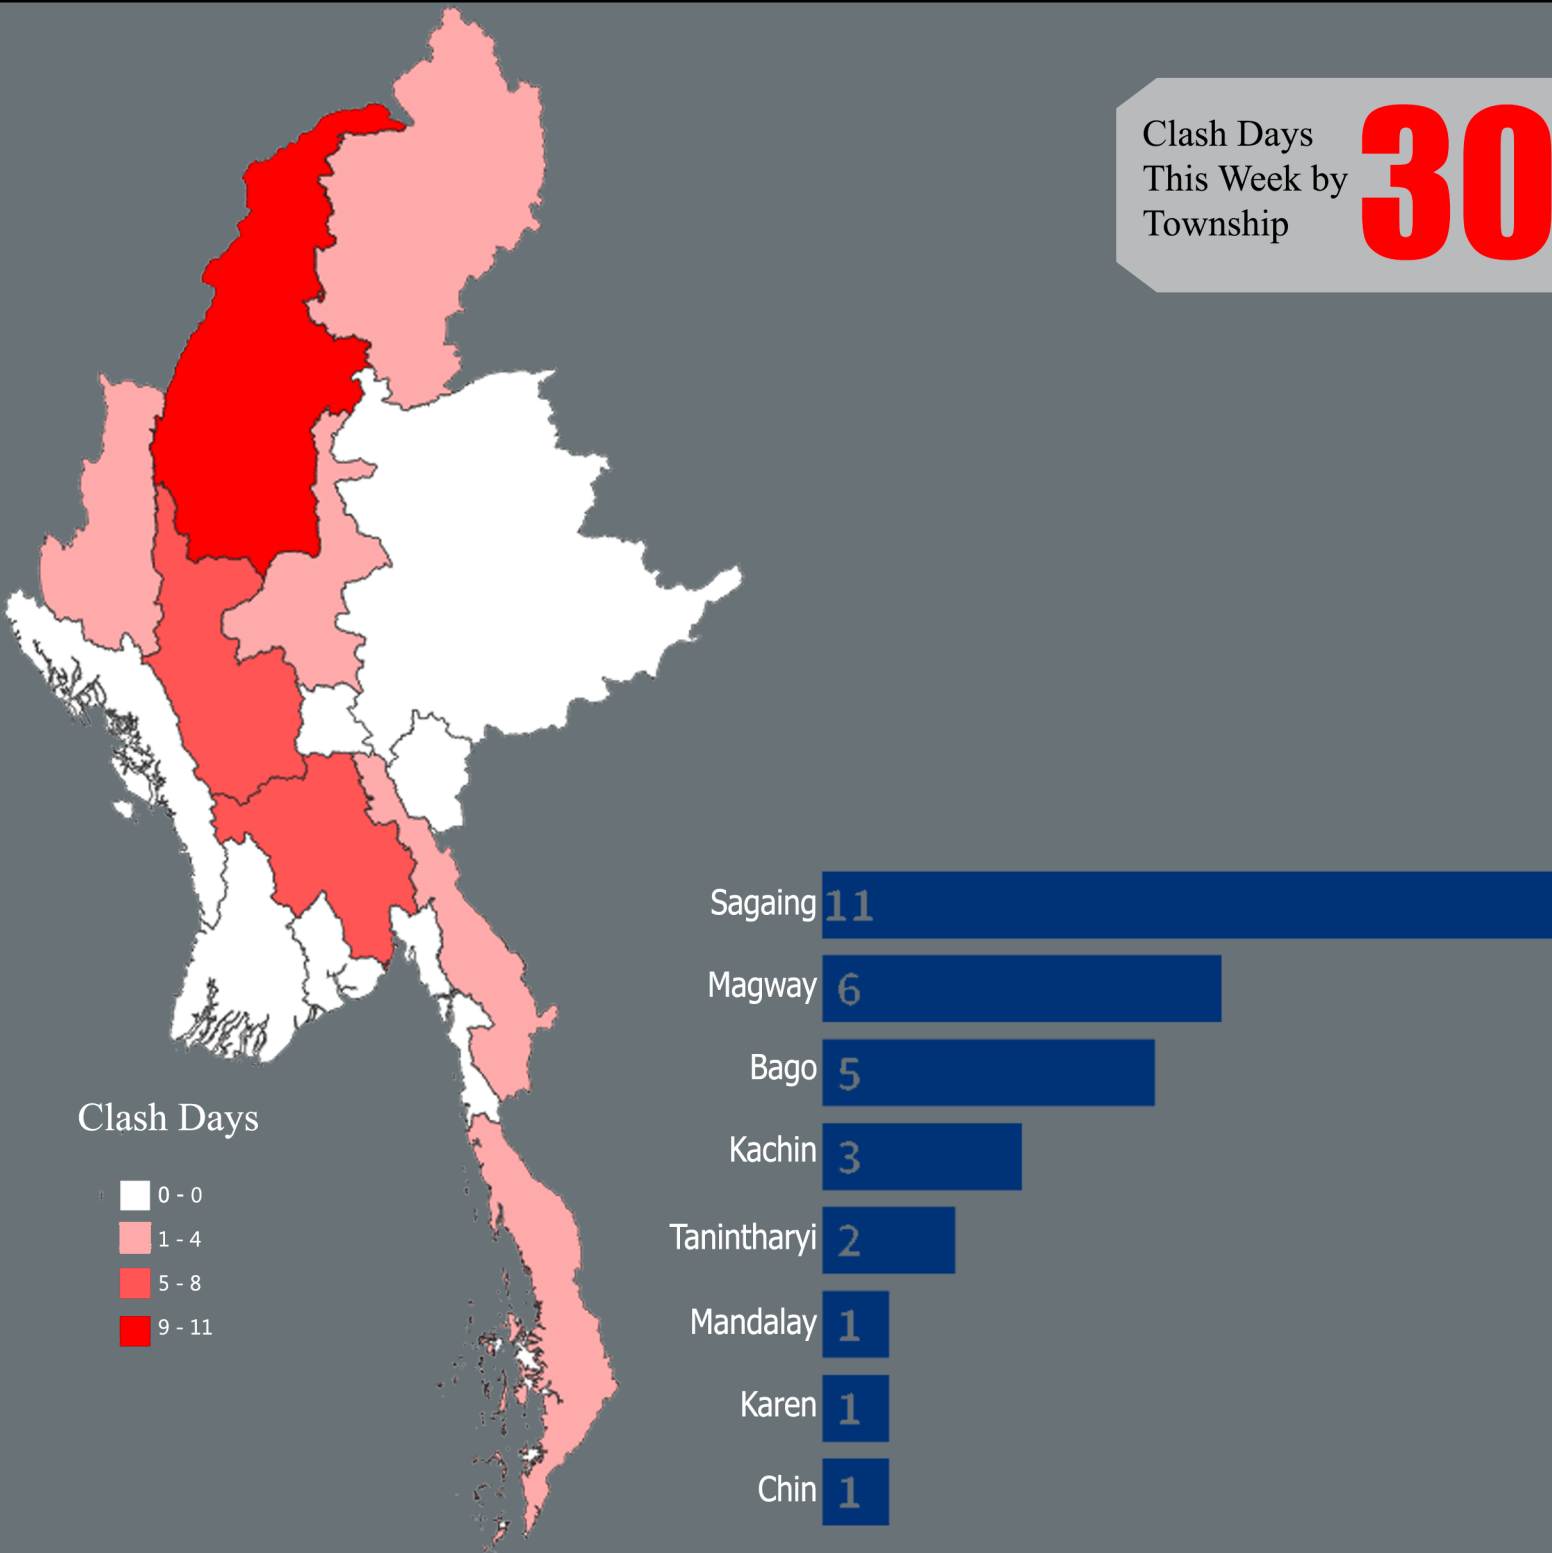 Clash Days
This Week by
Township
30
Sagaing 11
Magway 6
Bago 5
Kachin 3
Tanintharyi 2
Mandalay 1
Karen 1
Chin 1
Clash Days
0 - 0
1 - 4
5 - 8
9 - 11